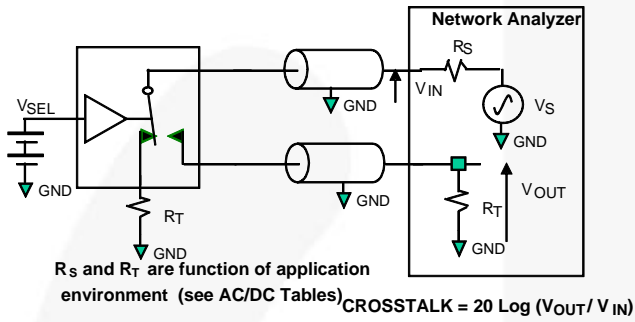 Network Analyzer
RS
VIN
VS
GND
GND
VSEL
GND
GND
RT
GND
RT
VOUT
GND
RS and RT are function of application
environment (see AC/DC Tables)
CROSSTALK = 20 Log (VOUT/ VIN)